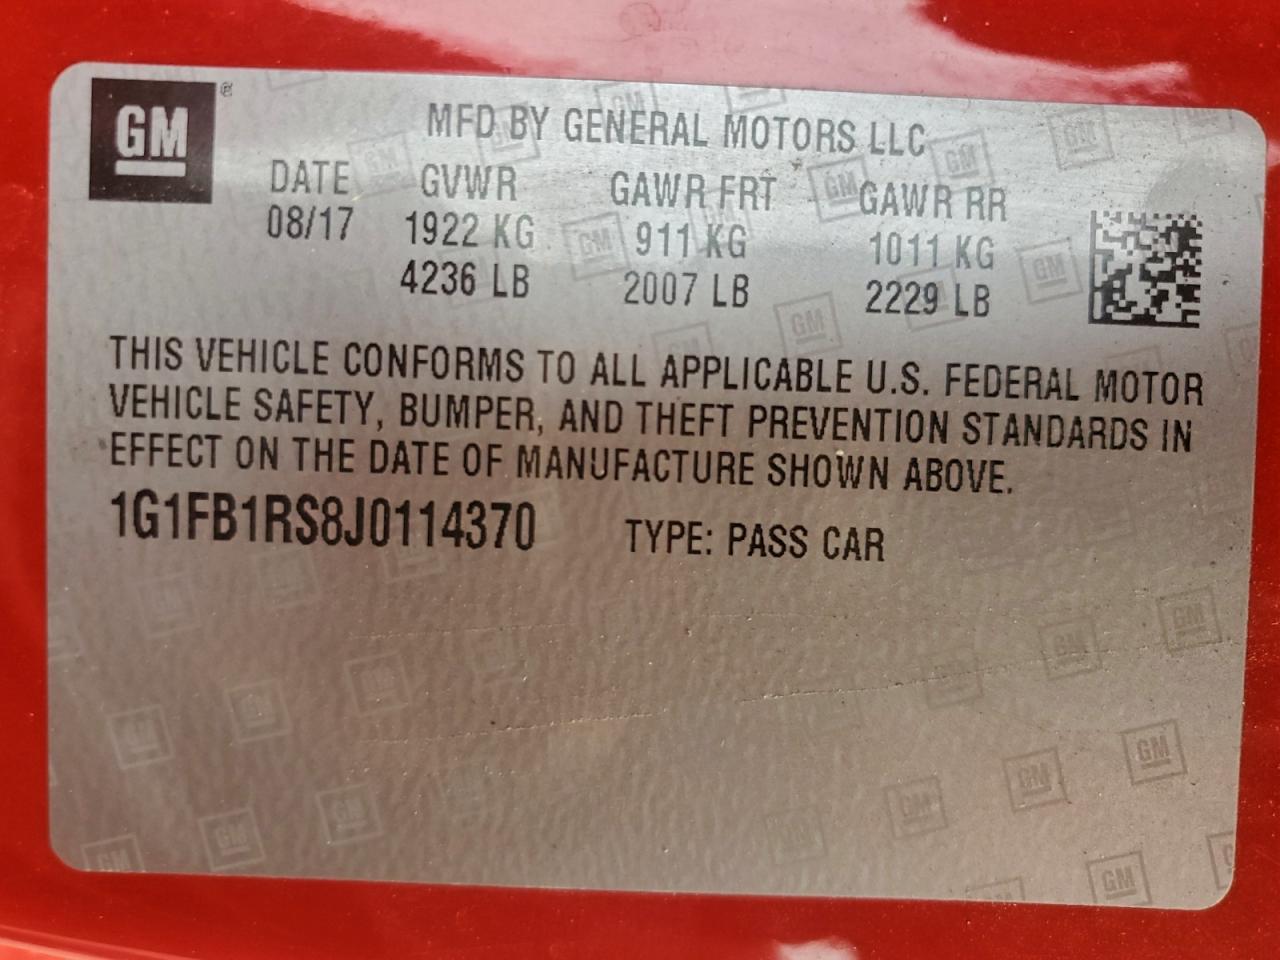 GM ®
MFD BY GENERAL MOTORS LLC
DATE GVWR GAWR FRT GAWR RR
08/17 1922 KG 911 KG 1011 KG
4236 LB 2007 LB 2229 LB
THIS VEHICLE CONFORMS TO ALL APPLICABLE U.S. FEDERAL MOTOR
VEHICLE SAFETY, BUMPER, AND THEFT PREVENTION STANDARDS IN
EFFECT ON THE DATE OF MANUFACTURE SHOWN ABOVE.
1G1FB1RS8J0114370 TYPE: PASS CAR